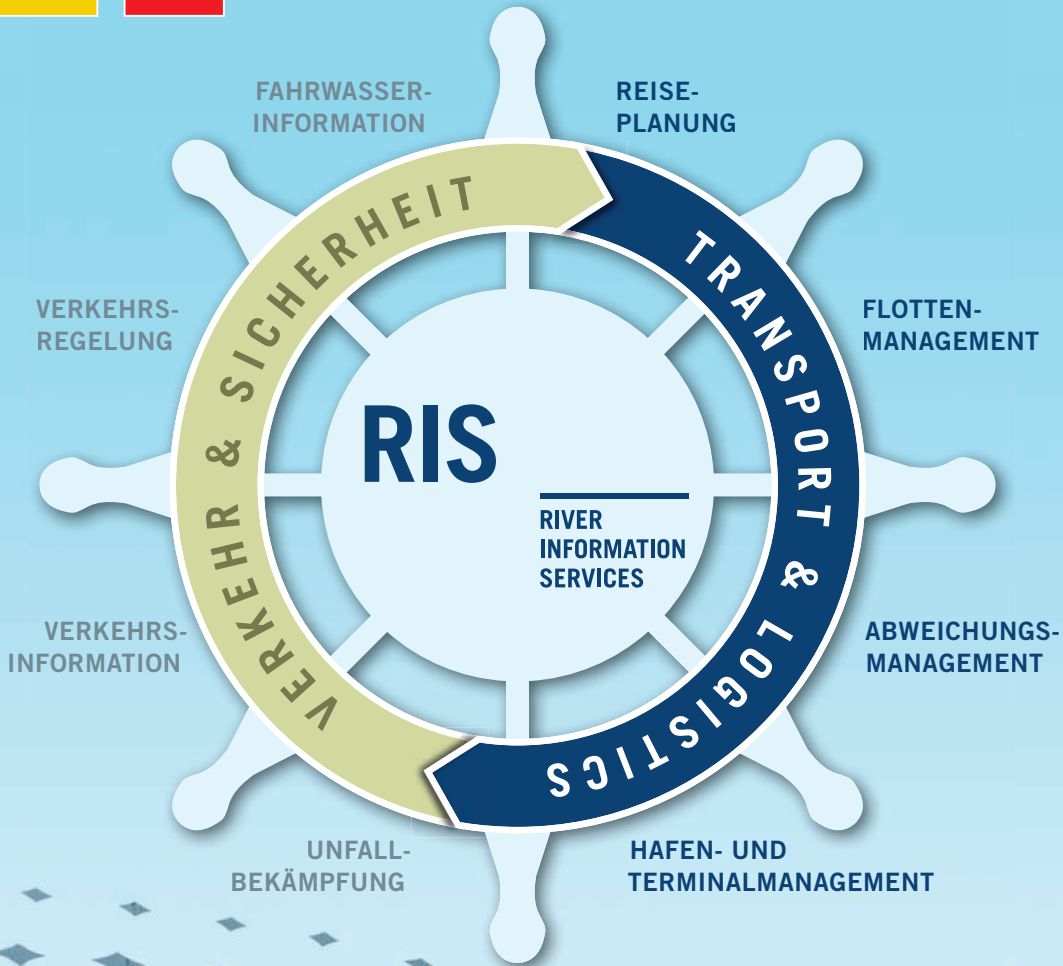 FAHRWASSER-
INFORMATION
REISE-
PLANUNG
VERKEHR & SICHERHEIT
TRANSPORT & LOGISTICS
VERKEHRS-
REGELUNG
FLOTTEN-
MANAGEMENT
RIS
RIVER
INFORMATION
SERVICES
VERKEHRS-
INFORMATION
ABWEICHUNGS-
MANAGEMENT
UNFALL-
BEKÄMPFUNG
HAFEN- UND
TERMINALMANAGEMENT